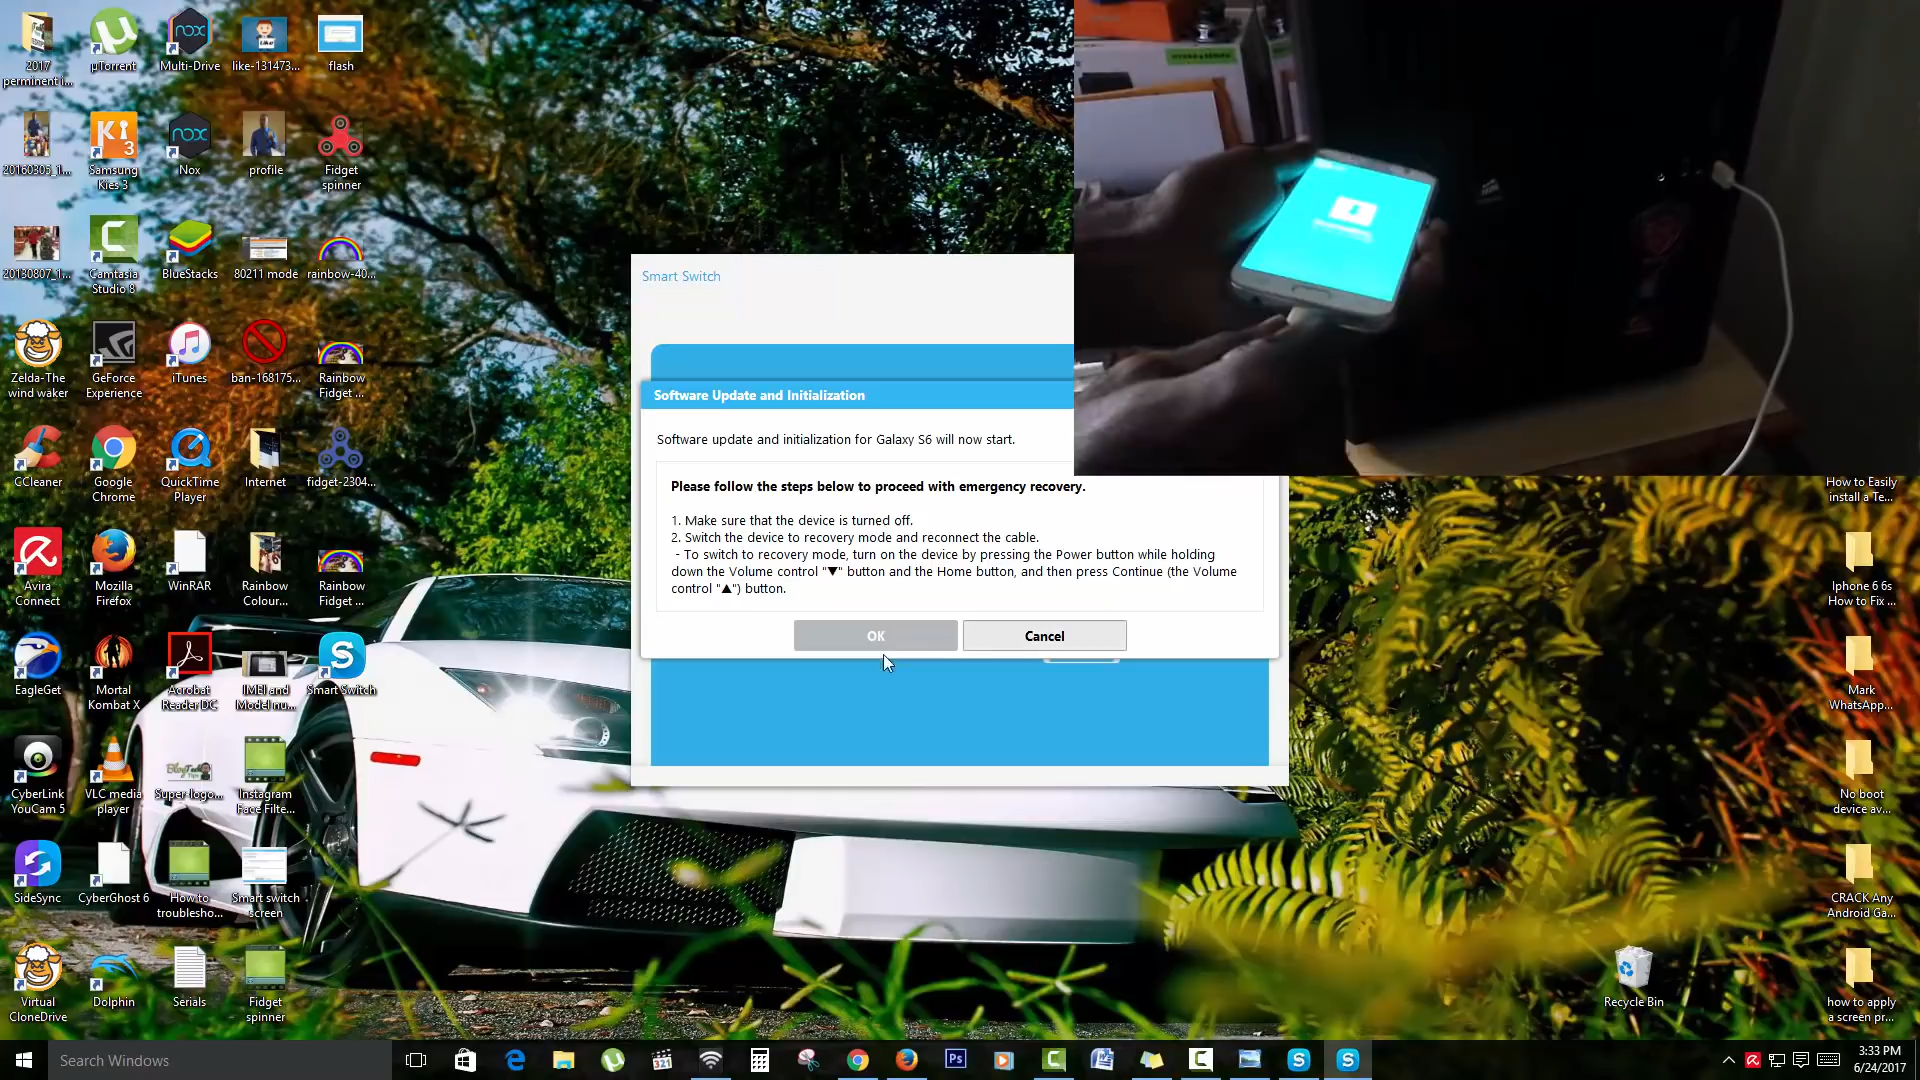 2017
perminent i...
µTorrent
Multi-Drive
like-131473...
flash
20160305_1...
Samsung
Kies 3
Nox
profile
Fidget
spinner
20130807_1...
Camtasia
Studio 8
BlueStacks
80211 mode
rainbow-40...
Zelda-The
wind waker
GeForce
Experience
iTunes
ban-168175...
Rainbow
Fidget ...
CCleaner
Google
Chrome
QuickTime
Player
Internet
fidget-2304...
Avira
Connect
Mozilla
Firefox
WinRAR
Rainbow
Colour...
Rainbow
Fidget ...
EagleGet
Mortal
Kombat X
Acrobat
Reader DC
IMEI and
Model nu...
Smart Switch
CyberLink
YouCam 5
VLC media
player
Super-logo...
Instagram
Face Filte...
SideSync
CyberGhost 6
How to
troublesho...
Smart switch
screen
Virtual
CloneDrive
Dolphin
Serials
Fidget
spinner
Smart Switch
Software Update and Initialization
Software update and initialization for Galaxy S6 will now start.
Please follow the steps below to proceed with emergency recovery.
1. Make sure that the device is turned off.
2. Switch the device to recovery mode and reconnect the cable.
- To switch to recovery mode, turn on the device by pressing the Power button while holding
down the Volume control "▼" button and the Home button, and then press Continue (the Volume
control "▲") button.
OK
Cancel
How to Easily
install a Te...
Iphone 6 6s
How to Fix ...
Mark
WhatsApp...
No boot
device av...
CRACK Any
Android Ga...
Recycle Bin
how to apply
a screen pr...
Search Windows
3:33 PM
6/24/2017